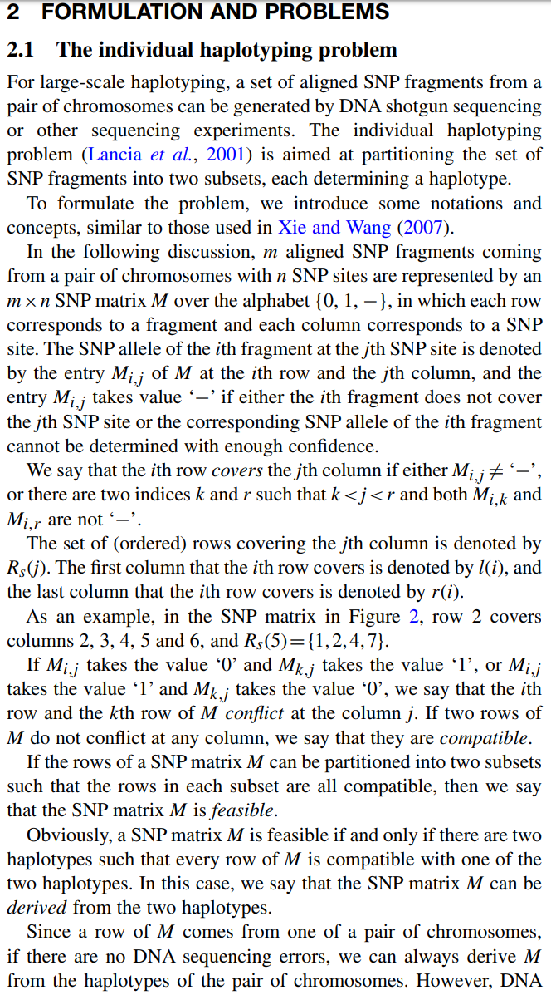 2 FORMULATION AND PROBLEMS
2.1 The individual haplotyping problem
For large-scale haplotyping, a set of aligned SNP fragments from a
pair of chromosomes can be generated by DNA shotgun sequencing
or other sequencing experiments. The individual haplotyping
problem (Lancia et al., 2001) is aimed at partitioning the set of
SNP fragments into two subsets, each determining a haplotype.
To formulate the problem, we introduce some notations and
concepts, similar to those used in Xie and Wang (2007).
In the following discussion, m aligned SNP fragments coming
from a pair of chromosomes with n SNP sites are represented by an
m×n SNP matrix M over the alphabet {0, 1, −}, in which each row
corresponds to a fragment and each column corresponds to a SNP
site. The SNP allele of the ith fragment at the jth SNP site is denoted
by the entry M_{i,j} of M at the ith row and the jth column, and the
entry M_{i,j} takes value ‘−’ if either the ith fragment does not cover
the jth SNP site or the corresponding SNP allele of the ith fragment
cannot be determined with enough confidence.
We say that the ith row covers the jth column if either M_{i,j} ≠ ‘−’,
or there are two indices k and r such that k < j < r and both M_{i,k} and
M_{i,r} are not ‘−’.
The set of (ordered) rows covering the jth column is denoted by
R_s(j). The first column that the ith row covers is denoted by l(i), and
the last column that the ith row covers is denoted by r(i).
As an example, in the SNP matrix in Figure 2, row 2 covers
columns 2, 3, 4, 5 and 6, and R_s(5)={1,2,4,7}.
If M_{i,j} takes the value ‘0’ and M_{k,j} takes the value ‘1’, or M_{i,j}
takes the value ‘1’ and M_{k,j} takes the value ‘0’, we say that the ith
row and the kth row of M conflict at the column j. If two rows of
M do not conflict at any column, we say that they are compatible.
If the rows of a SNP matrix M can be partitioned into two subsets
such that the rows in each subset are all compatible, then we say
that the SNP matrix M is feasible.
Obviously, a SNP matrix M is feasible if and only if there are two
haplotypes such that every row of M is compatible with one of the
two haplotypes. In this case, we say that the SNP matrix M can be
derived from the two haplotypes.
Since a row of M comes from one of a pair of chromosomes,
if there are no DNA sequencing errors, we can always derive M
from the haplotypes of the pair of chromosomes. However, DNA